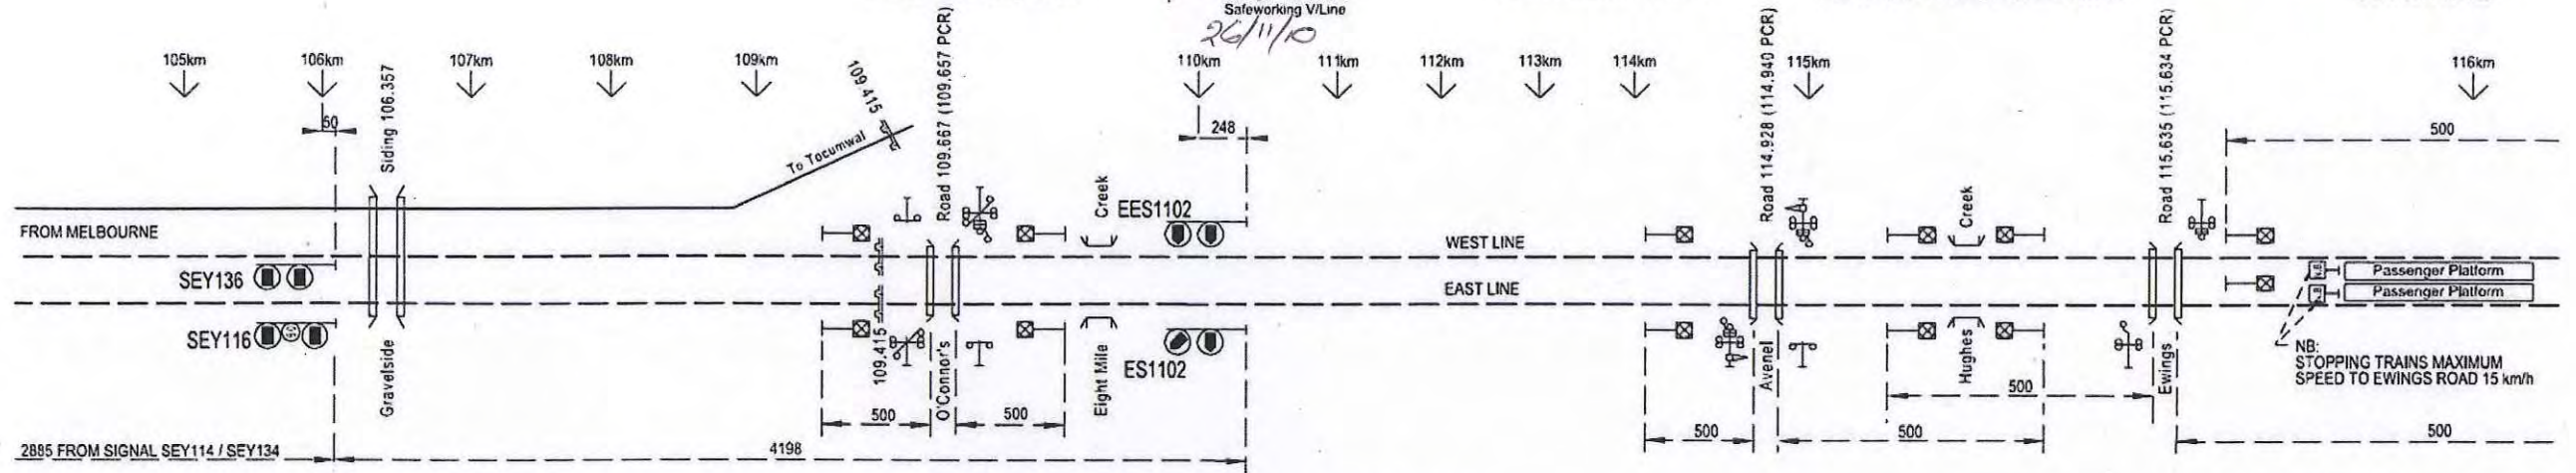 Safeworking V/Line
26/11/10
105km
106km
107km
108km
109km
110km
111km
112km
113km
114km
115km
116km
50
Siding 106.357
109.415
To Tocumwal
Road 109.667 (109.657 PCR)
248
Road 114.928 (114.940 PCR)
Road 115.635 (115.634 PCR)
500
Creek
EES1102
Creek
FROM MELBOURNE
WEST LINE
SEY136
EAST LINE
Passenger Platform
Passenger Platform
SEY116
Gravelside
109.415
O'Connor's
Eight Mile
ES1102
Avenel
Hughes
Ewings
NB:
STOPPING TRAINS MAXIMUM
SPEED TO EWINGS ROAD 15 km/h
500
500
500
500
500
500
2885 FROM SIGNAL SEY114 / SEY134
4198